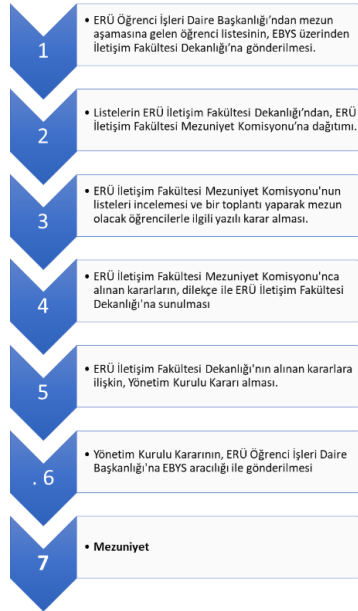 1
• ERÜ Öğrenci İşleri Daire Başkanlığı'ndan mezun
aşamasına gelen öğrenci listesinin, EBYS üzerinden
İletişim Fakültesi Dekanlığı'na gönderilmesi.
2
• Listelerin ERÜ İletişim Fakültesi Dekanlığı'ndan, ERÜ
İletişim Fakültesi Mezuniyet Komisyonu'na dağıtımı.
3
• ERÜ İletişim Fakültesi Mezuniyet Komisyonu'nun
listeleri incelemesi ve bir toplantı yaparak mezun
olacak öğrencilerle ilgili yazılı karar alması.
4
• ERÜ İletişim Fakültesi Mezuniyet Komisyonu'nca
alınan kararların, dilekçe ile ERÜ İletişim Fakültesi
Dekanlığı'na sunulması
5
• ERÜ İletişim Fakültesi Dekanlığı'nın alınan kararlara
ilişkin, Yönetim Kurulu Kararı alması.
. 6
• Yönetim Kurulu Kararının, ERÜ Öğrenci İşleri Daire
Başkanlığı'na EBYS aracılığı ile gönderilmesi
7
• Mezuniyet